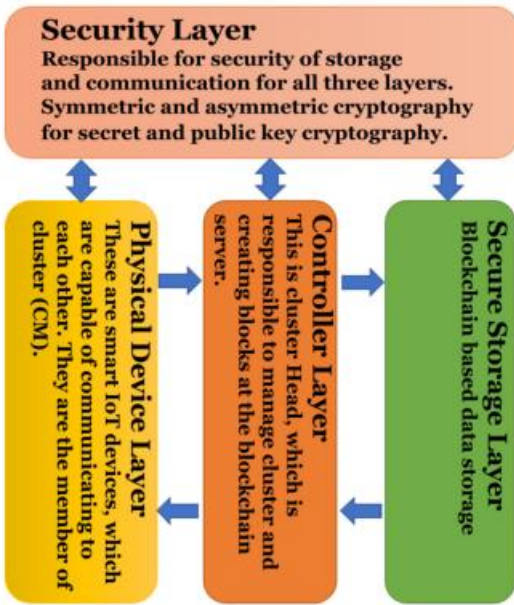 Security Layer
Responsible for security of storage
and communication for all three layers.
Symmetric and asymmetric cryptography
for secret and public key cryptography.
Physical Device Layer
These are smart IoT devices, which
are capable of communicating to
each other. They are the member of
cluster (CM).
Controller Layer
This is cluster Head, which is
responsible to manage cluster and
creating blocks at the blockchain
server.
Secure Storage Layer
Blockchain based data storage